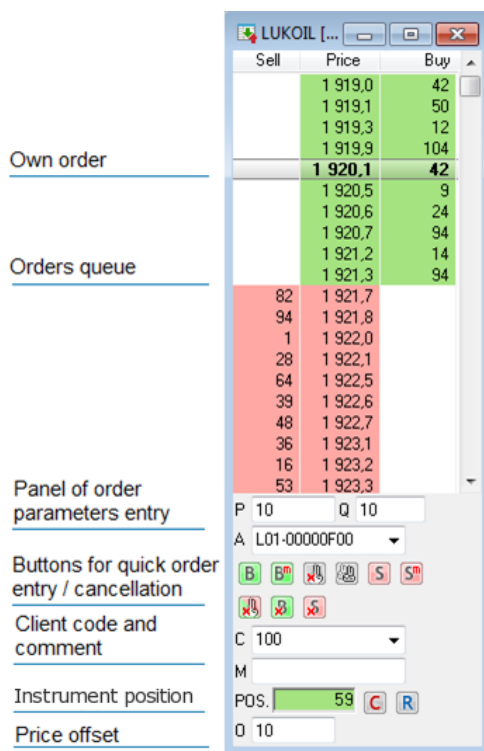 LUKOIL [...
Sell Price Buy
1 919,0 42
1 919,1 50
1 919,3 12
1 919,9 104
Own order
1 920,1 42
1 920,5 9
1 920,6 24
1 920,7 94
1 921,2 14
Orders queue
1 921,3 94
82 1 921,7
94 1 921,8
1 1 922,0
28 1 922,1
64 1 922,5
39 1 922,6
48 1 922,7
36 1 923,1
16 1 923,2
53 1 923,3
Panel of order
parameters entry
P 10 Q 10
A L01-00000F00
Buttons for quick order
entry / cancellation
B Bm S Sm
B S
Client code and
comment
C 100
M
Instrument position
POS. 59 C R
Price offset
O 10